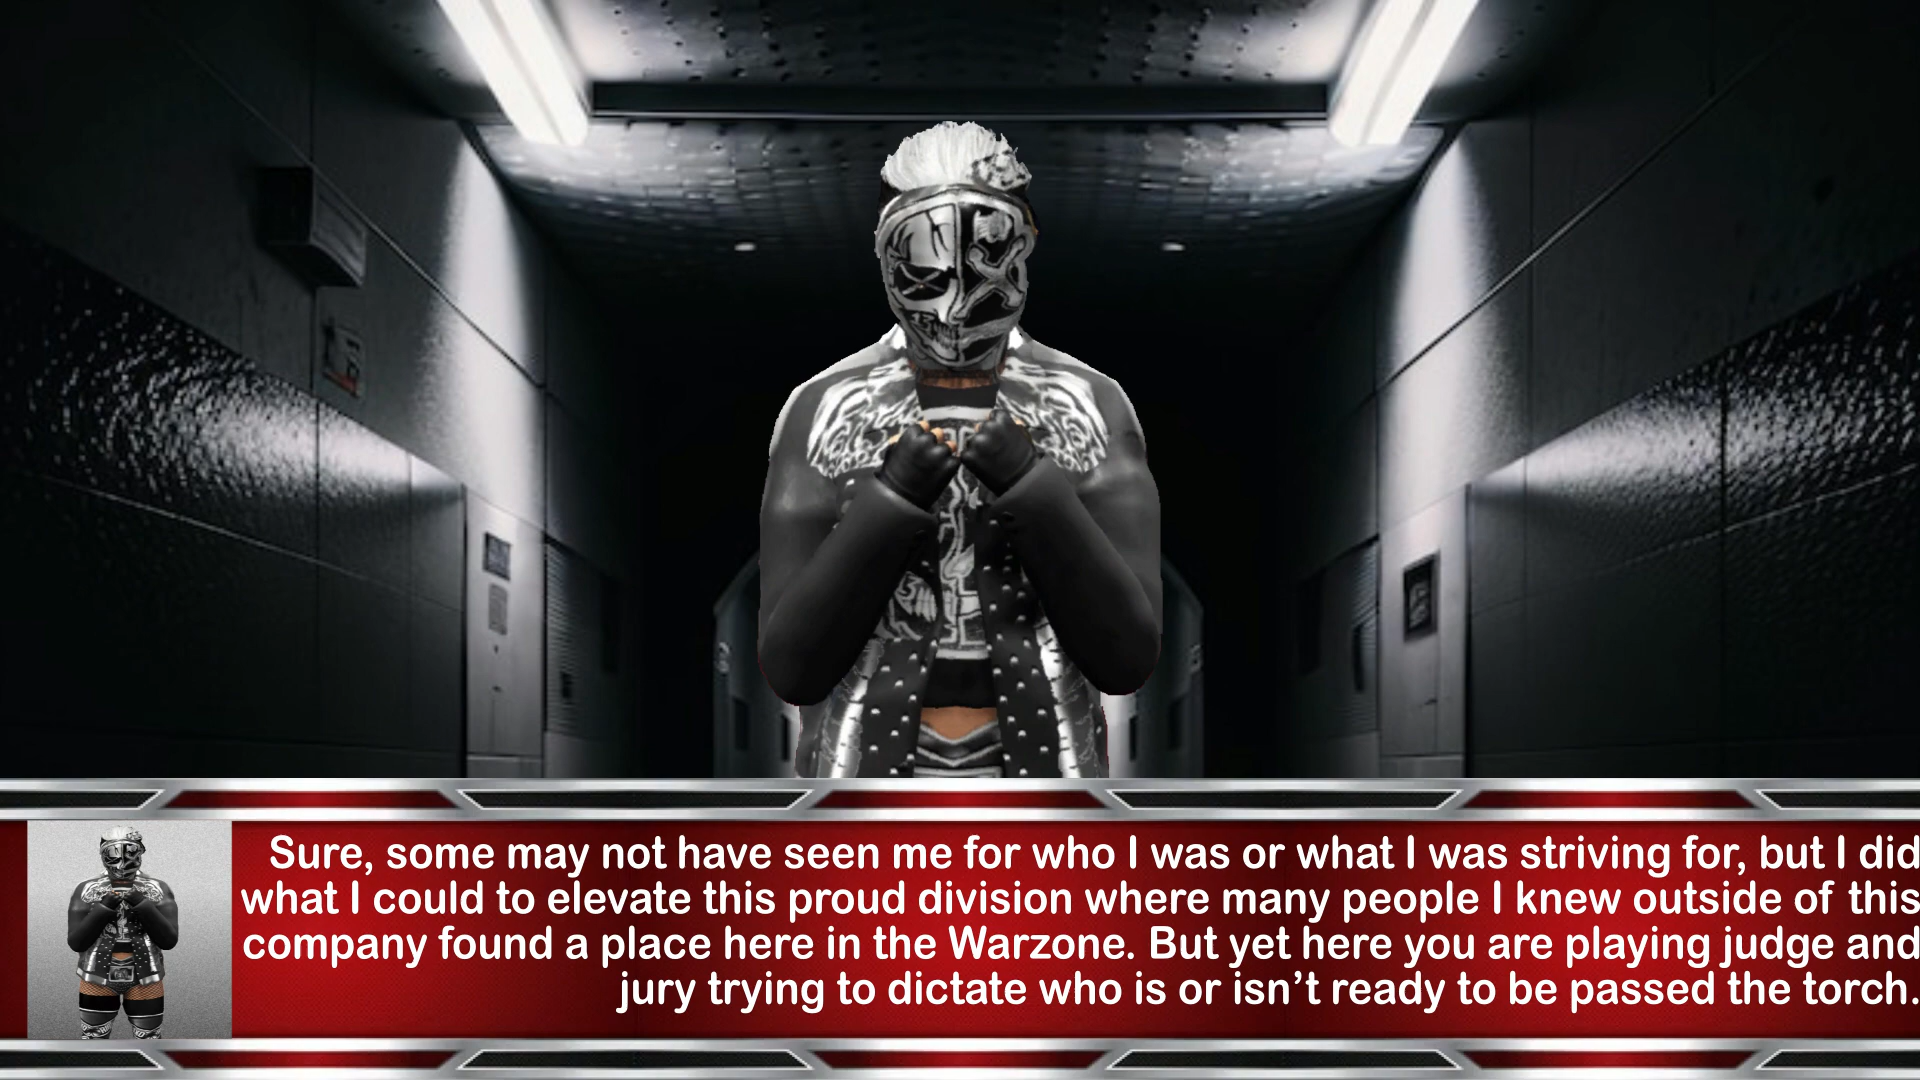 Sure, some may not have seen me for who I was or what I was striving for, but I did
what I could to elevate this proud division where many people I knew outside of this
company found a place here in the Warzone. But yet here you are playing judge and
jury trying to dictate who is or isn’t ready to be passed the torch.